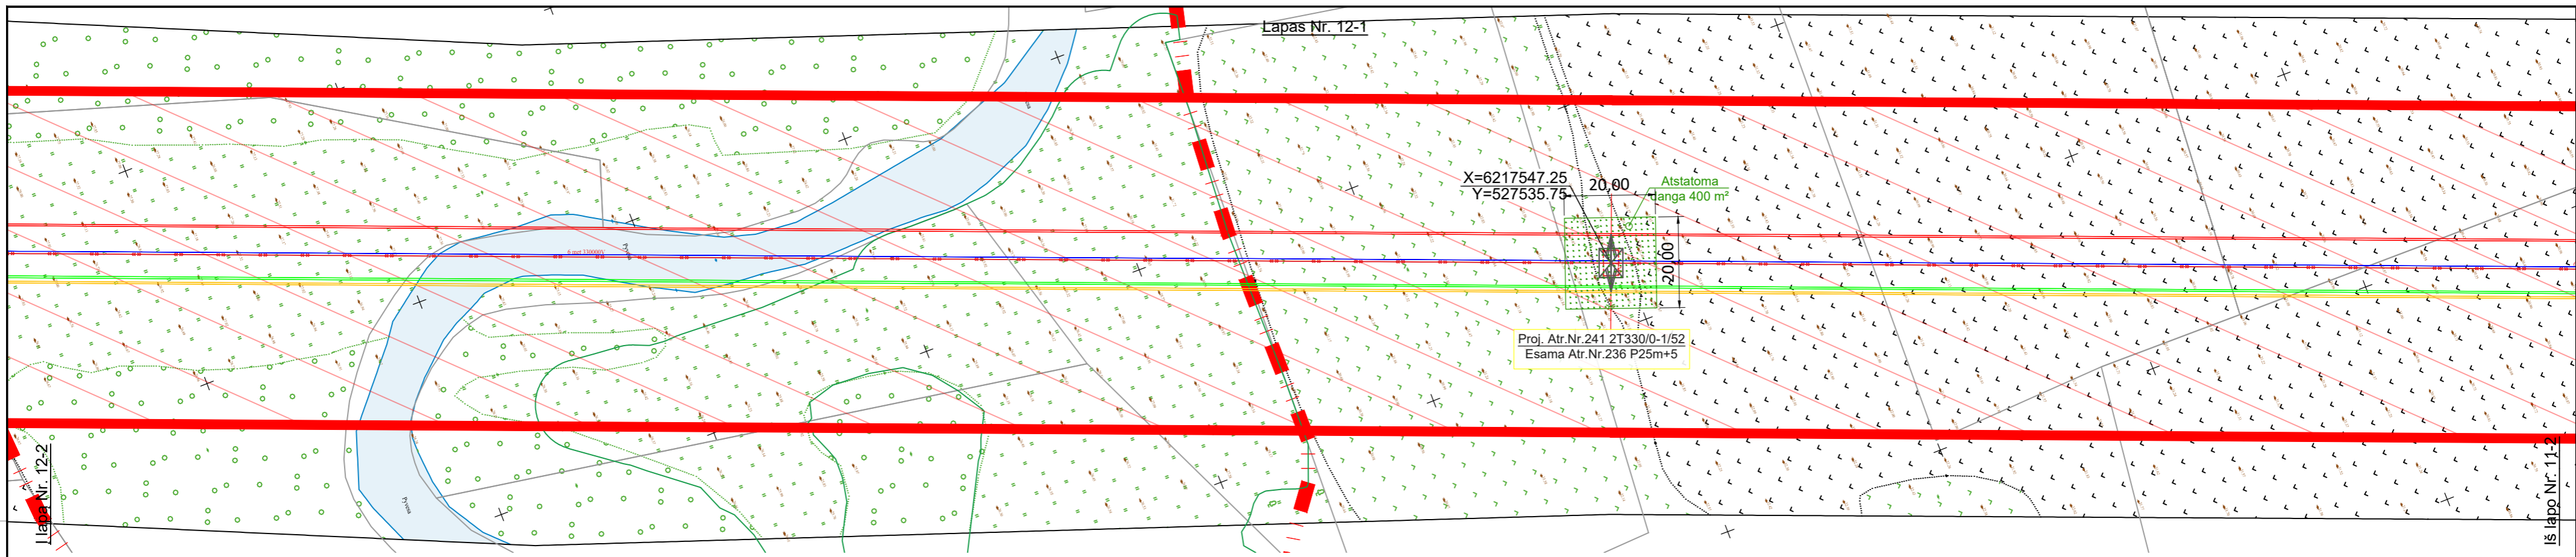 Lapas Nr. 12-1
X=6217547.25
Y=527535.75
20,00
Atstatoma
danga 400 m²
20,00
Proj. Atr.Nr.241 2T330/0-1/52
Esama Atr.Nr.236 P25m+5
Į lapą Nr. 12-2
Iš lapo Nr. 11-2
Pyvesa